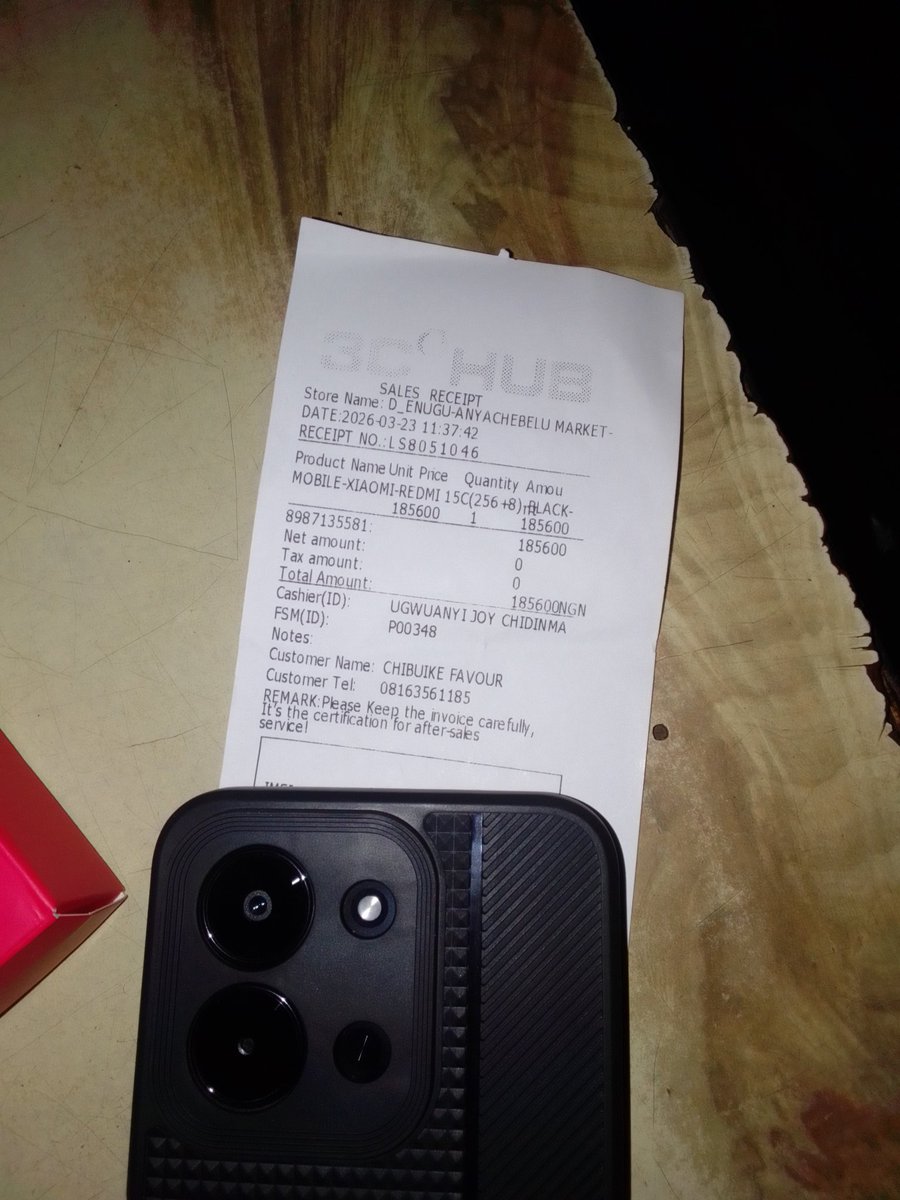 3C HUB
SALES RECEIPT
Store Name: D_ENUGU-ANYACHEBELU MARKET-
DATE:2026-03-23 11:37:42
RECEIPT NO.:LS8051046
Product Name Unit Price Quantity Amou
MOBILE-XIAOMI-REDMI 15C(256+8)-BLACK-
185600 1 185600
8987135581: 185600
Net amount: 0
Tax amount: 0
Total Amount: 185600NGN
Cashier(ID): UGWUANYI JOY CHIDINMA
FSM(ID): P00348
Notes:
Customer Name: CHIBUIKE FAVOUR
Customer Tel: 08163561185
REMARK:Please Keep the invoice carefully,
It's the certification for after-sales
service!